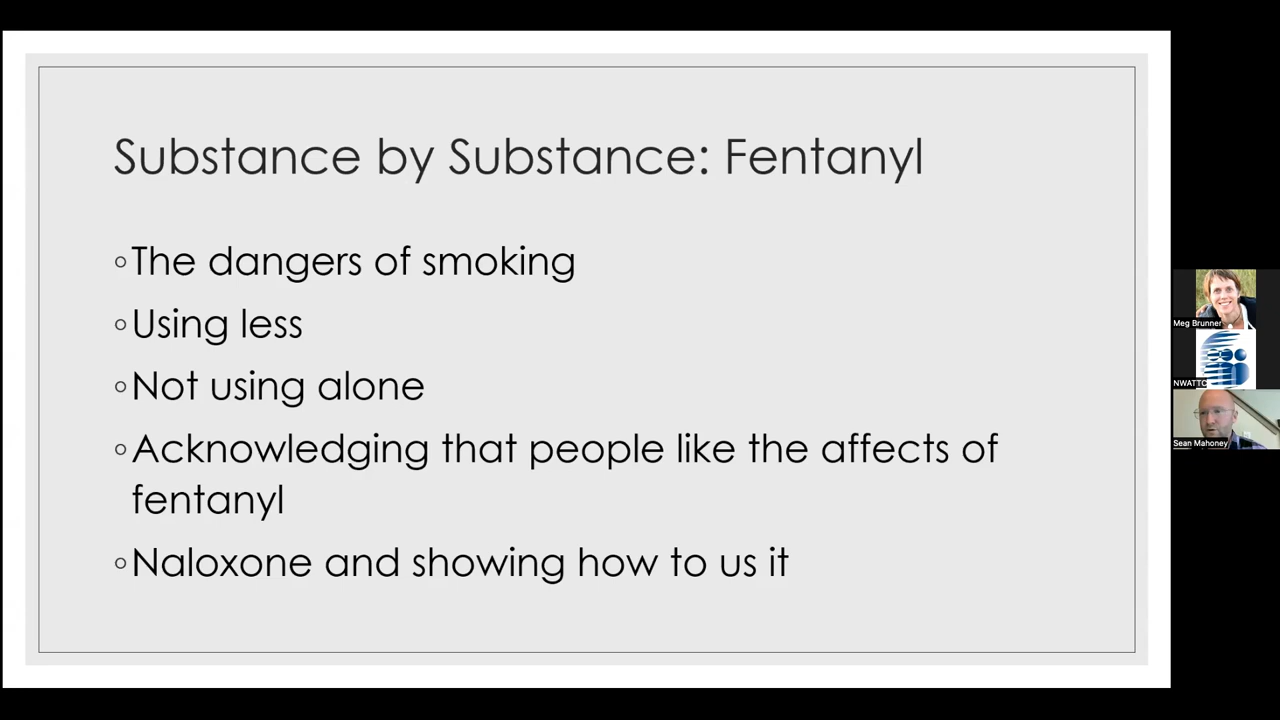 Substance by Substance: Fentanyl
◦The dangers of smoking
◦Using less
◦Not using alone
◦Acknowledging that people like the affects of
fentanyl
◦Naloxone and showing how to us it
Meg Brunner
NWATTC
Sean Mahoney